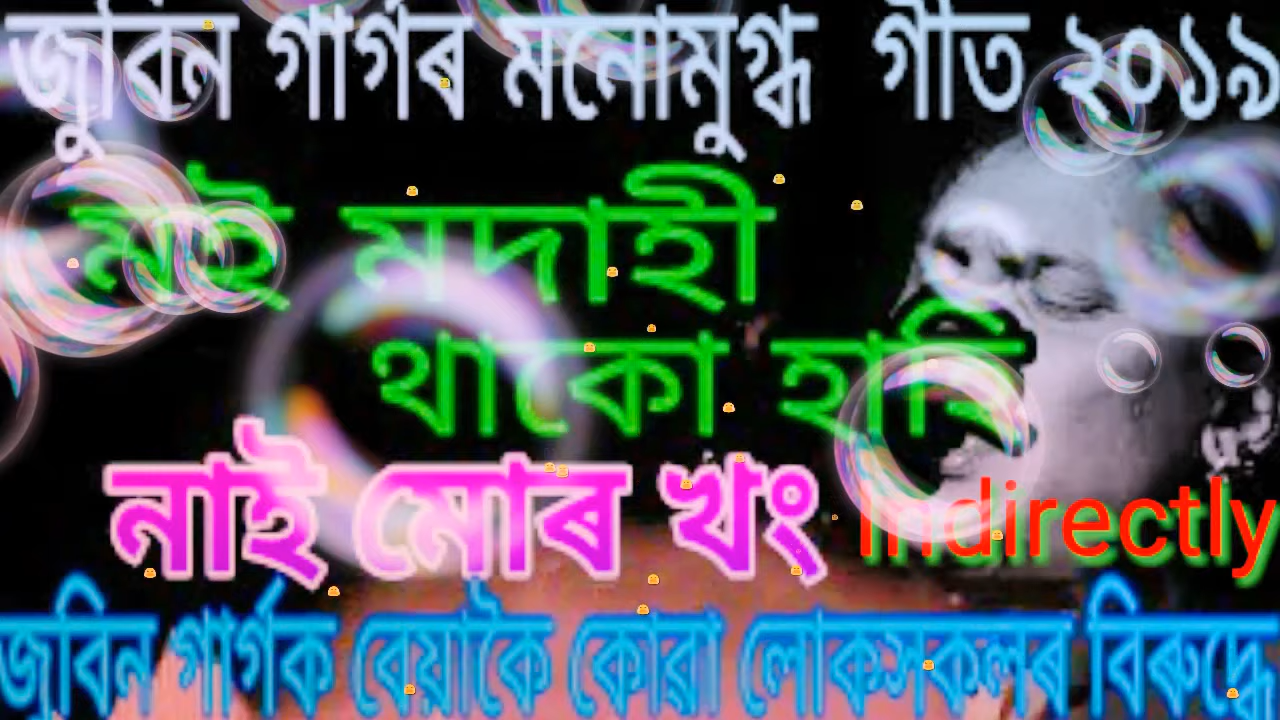 জুবিন গাৰ্গৰ মনোমুগ্ধ গীত ২০১৯
মই মদাহী
থাকো হাহি
নাই মোৰ খং Indirectly
জুবিন গাৰ্গক বেয়াকৈ কোৱা লোকসকলৰ বিৰুদ্ধে